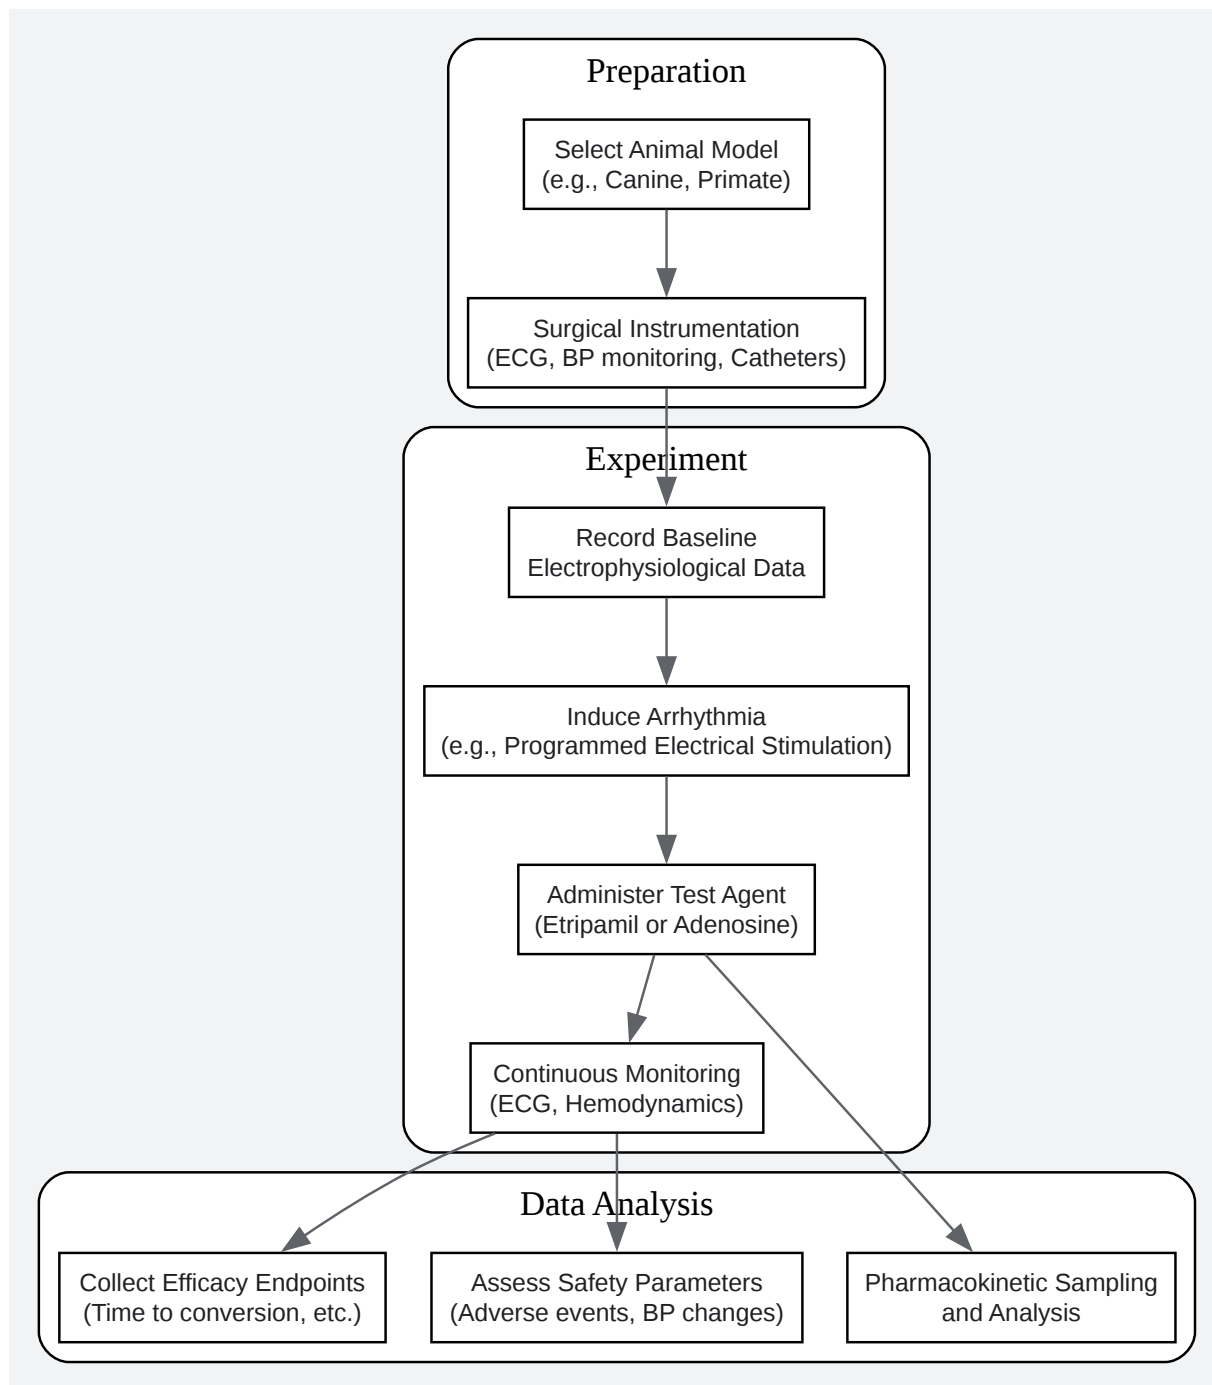 Preparation
Select Animal Model
(e.g., Canine, Primate)
Surgical Instrumentation
(ECG, BP monitoring, Catheters)
Experiment
Record Baseline
Electrophysiological Data
Induce Arrhythmia
(e.g., Programmed Electrical Stimulation)
Administer Test Agent
(Etripamil or Adenosine)
Continuous Monitoring
(ECG, Hemodynamics)
Data Analysis
Collect Efficacy Endpoints
(Time to conversion, etc.)
Assess Safety Parameters
(Adverse events, BP changes)
Pharmacokinetic Sampling
and Analysis